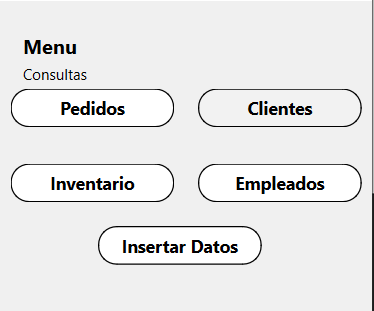 Menu
Consultas
Pedidos
Clientes
Inventario
Empleados
Insertar Datos